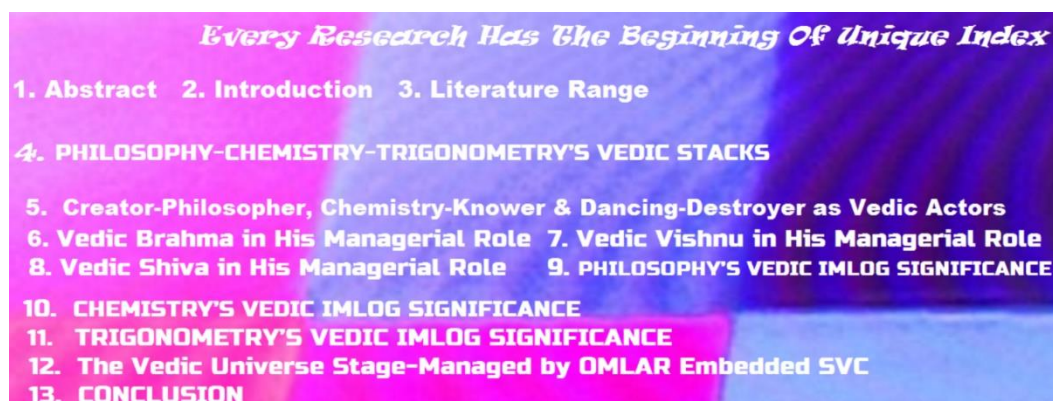 Every Research Has The Beginning Of Unique Index
1. Abstract 2. Introduction 3. Literature Range
4. PHILOSOPHY-CHEMISTRY-TRIGONOMETRY'S VEDIC STACKS
5. Creator-Philosopher, Chemistry-Knower & Dancing-Destroyer as Vedic Actors
6. Vedic Brahma in His Managerial Role 7. Vedic Vishnu in His Managerial Role
8. Vedic Shiva in His Managerial Role 9. PHILOSOPHY'S VEDIC IMLOG SIGNIFICANCE
10. CHEMISTRY'S VEDIC IMLOG SIGNIFICANCE
11. TRIGONOMETRY'S VEDIC IMLOG SIGNIFICANCE
12. The Vedic Universe Stage-Managed by OMLAR Embedded SVC
13. CONCLUSION